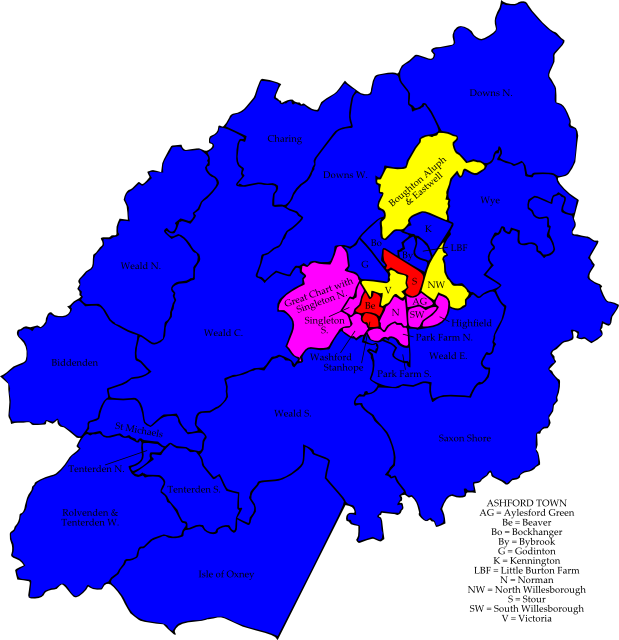 Downs N.
Charing
Downs W.
Boughton Aluph
& Eastwell
Wye
K
Bo
By
LBF
Weald N.
Great Chart with
Singleton N.
V
S
NW
Be
AG
N
SW
Singleton
S.
Highfield
Weald C.
Washford
Stanhope
Park Farm N.
Weald E.
Biddenden
Park Farm S.
Weald S.
St Michael's
Saxon Shore
Tenterden N.
Tenterden S.
Rolvenden &
Tenterden W.
Isle of Oxney
ASHFORD TOWN
AG = Aylesford Green
Be = Beaver
Bo = Bockhanger
By = Bybrook
G = Godinton
K = Kennington
LBF = Little Burton Farm
N = Norman
NW = North Willesborough
S = Stour
SW = South Willesborough
V = Victoria